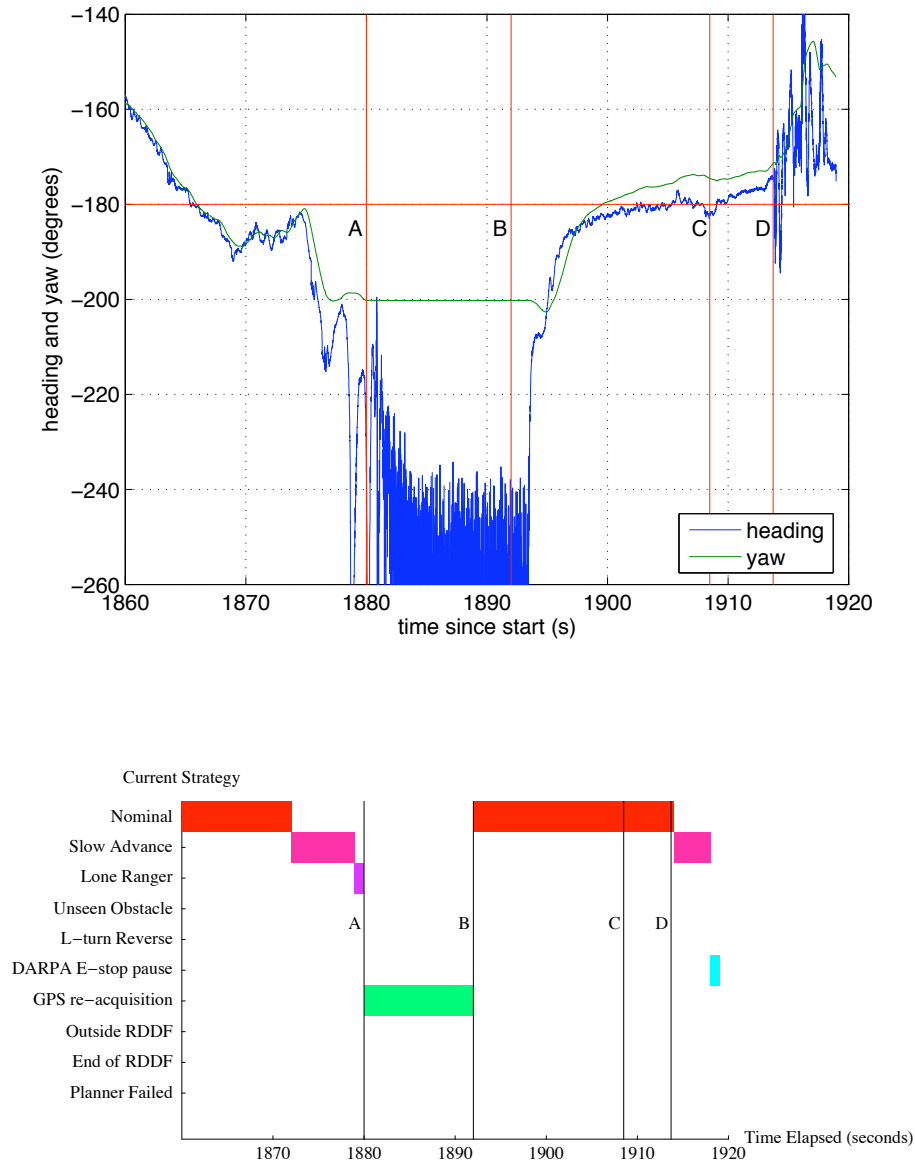 −140
−160
−180
−200
−220
−240
−260
heading and yaw (degrees)
A
B
C
D
heading
yaw
1860
1870
1880
1890
1900
1910
1920
time since start (s)
Current Strategy
Nominal
Slow Advance
Lone Ranger
Unseen Obstacle
L−turn Reverse
DARPA E−stop pause
GPS re−acquisition
Outside RDDF
End of RDDF
Planner Failed
A
B
C
D
1870
1880
1890
1900
1910
1920
Time Elapsed (seconds)